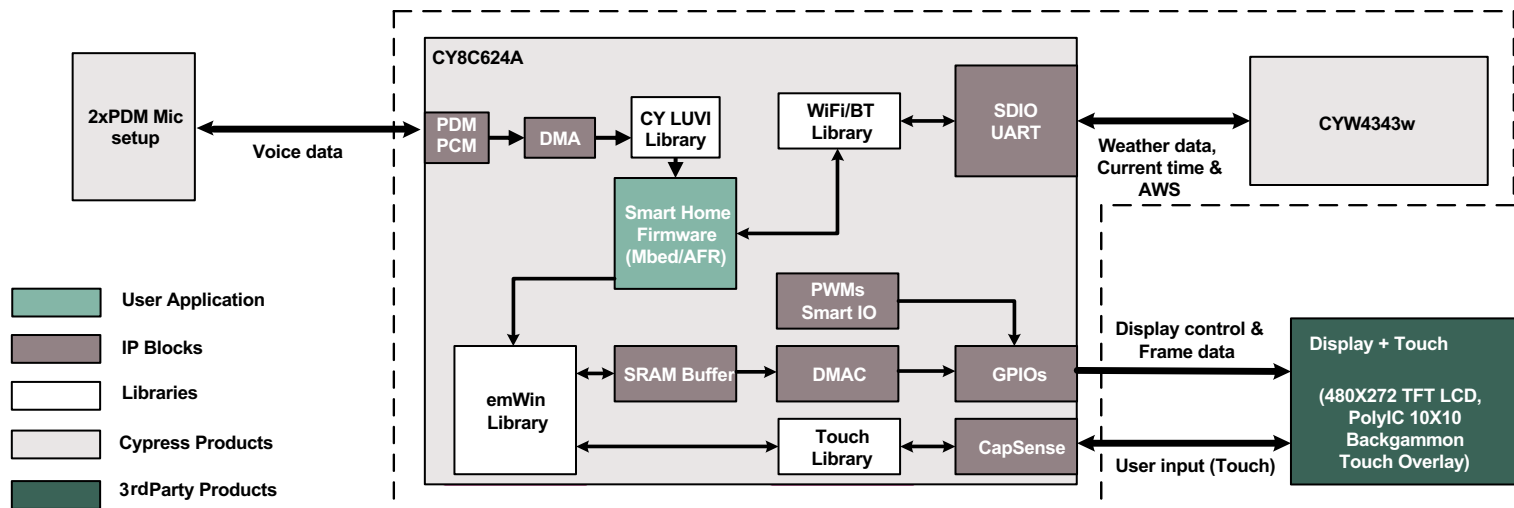 CY8C624A
2xPDM Mic
setup
Voice data
PDM
PCM
DMA
CY LUVI
Library
WiFi/BT
Library
SDIO
UART
Weather data,
Current time &
AWS
CYW4343w
Smart Home
Firmware
(Mbed/AFR)
PWMs
Smart IO
emWin
Library
SRAM Buffer
DMAC
GPIOs
Touch
Library
CapSense
Display control &
Frame data
User input (Touch)
Display + Touch
(480X272 TFT LCD,
PolyIC 10X10
Backgammon
Touch Overlay)
User Application
IP Blocks
Libraries
Cypress Products
3rdParty Products